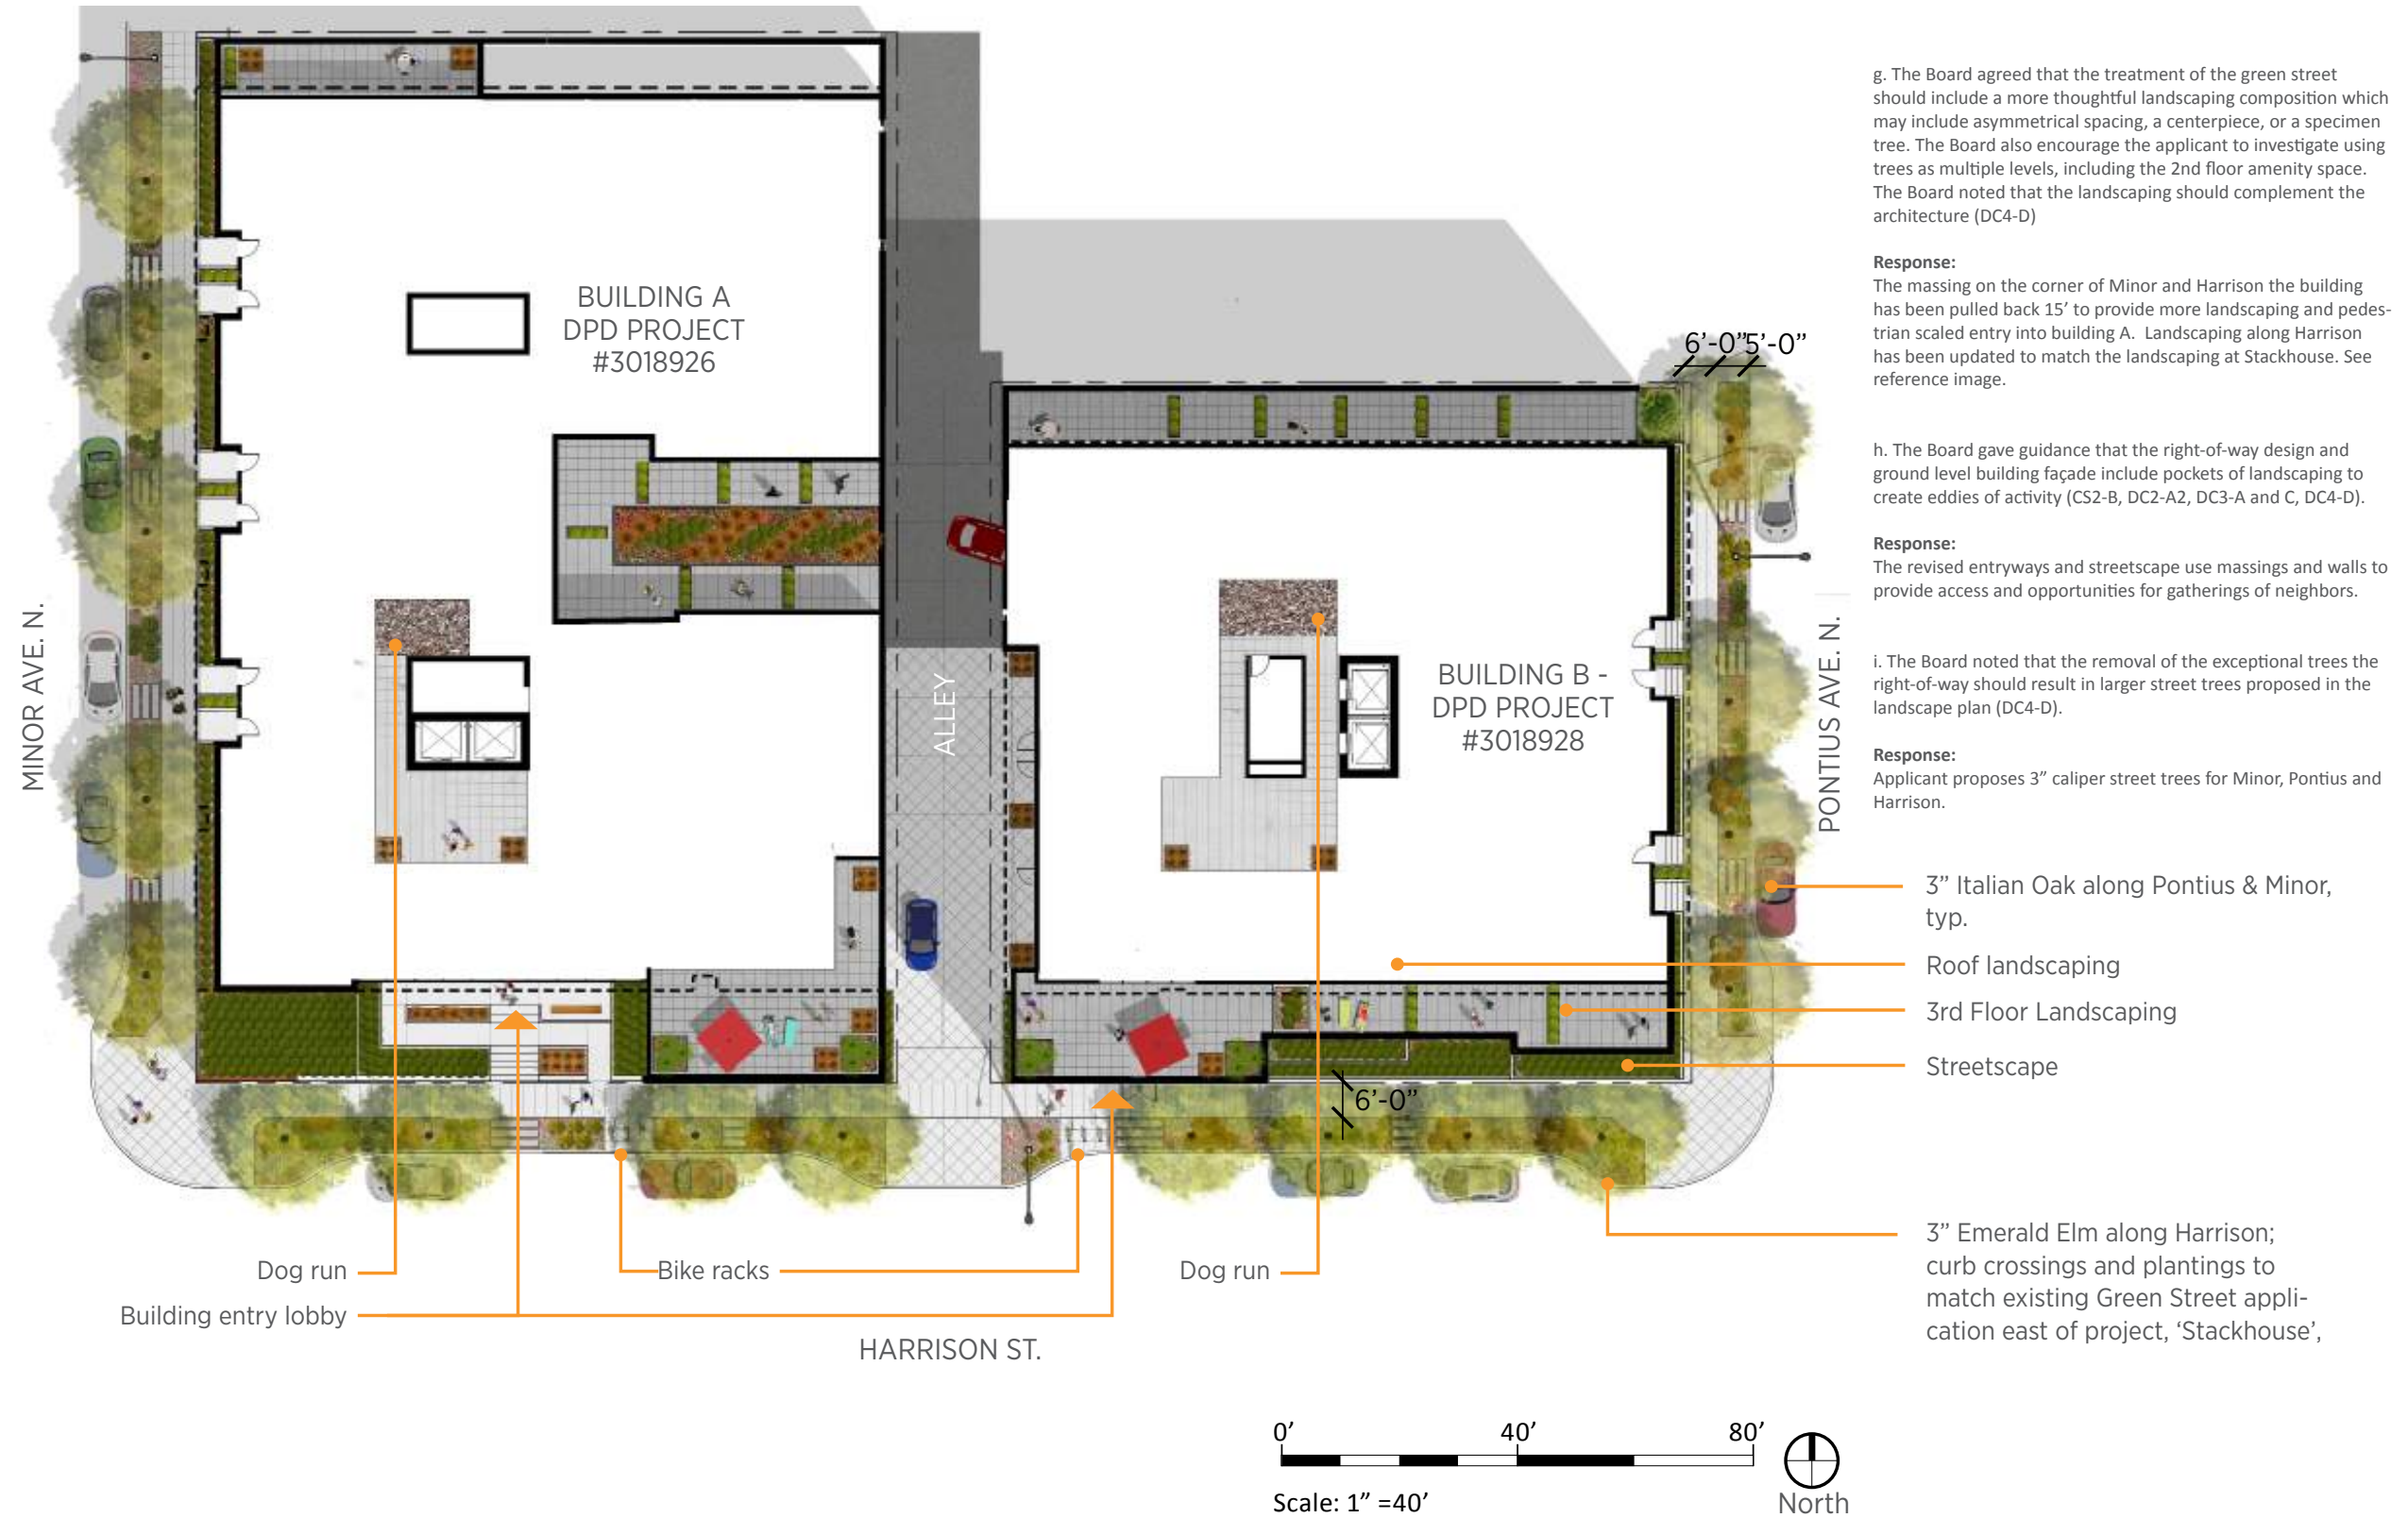 g. The Board agreed that the treatment of the green street
should include a more thoughtful landscaping composition which
may include asymmetrical spacing, a centerpiece, or a specimen
tree. The Board also encourage the applicant to investigate using
trees as multiple levels, including the 2nd floor amenity space.
The Board noted that the landscaping should complement the
architecture (DC4-D)
Response:
The massing on the corner of Minor and Harrison the building
has been pulled back 15’ to provide more landscaping and pedes-
trian scaled entry into building A.  Landscaping along Harrison
has been updated to match the landscaping at Stackhouse. See
reference image.
h. The Board gave guidance that the right-of-way design and
ground level building façade include pockets of landscaping to
create eddies of activity (CS2-B, DC2-A2, DC3-A and C, DC4-D).
Response:
The revised entryways and streetscape use massings and walls to
provide access and opportunities for gatherings of neighbors.
i. The Board noted that the removal of the exceptional trees the
right-of-way should result in larger street trees proposed in the
landscape plan (DC4-D).
Response:
Applicant proposes 3” caliper street trees for Minor, Pontius and
Harrison.
BUILDING A
DPD PROJECT
#3018926
6’-0”
5’-0”
MINOR AVE. N.
ALLEY
BUILDING B -
DPD PROJECT
#3018928
PONTIUS AVE. N.
3” Italian Oak along Pontius & Minor,
typ.
Roof landscaping
3rd Floor Landscaping
Streetscape
6’-0”
3” Emerald Elm along Harrison;
curb crossings and plantings to
match existing Green Street appli-
cation east of project, ‘Stackhouse’,
Dog run
Bike racks
Dog run
Building entry lobby
HARRISON ST.
0’ 40’ 80’
Scale: 1” =40’
North